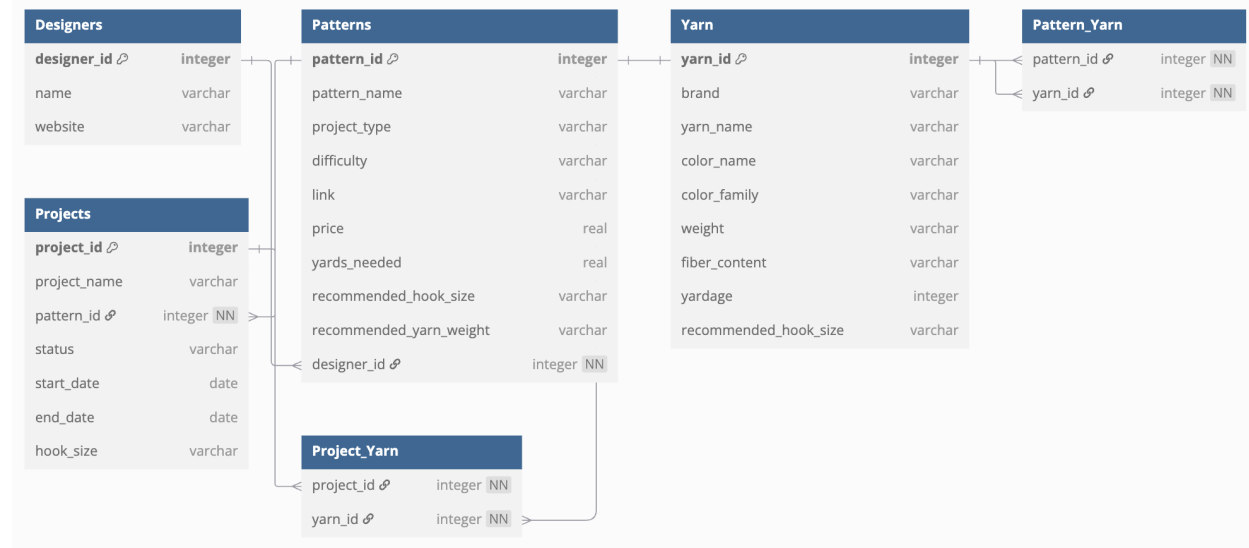 Designers
designer_id integer
name varchar
website varchar
Projects
project_id integer
project_name varchar
pattern_id integer NN
status varchar
start_date date
end_date date
hook_size varchar
Patterns
pattern_id integer
pattern_name varchar
project_type varchar
difficulty varchar
link varchar
price real
yards_needed real
recommended_hook_size varchar
recommended_yarn_weight varchar
designer_id integer NN
Project_Yarn
project_id integer NN
yarn_id integer NN
Yarn
yarn_id integer
brand varchar
yarn_name varchar
color_name varchar
color_family varchar
weight varchar
fiber_content varchar
yardage integer
recommended_hook_size varchar
Pattern_Yarn
pattern_id integer NN
yarn_id integer NN